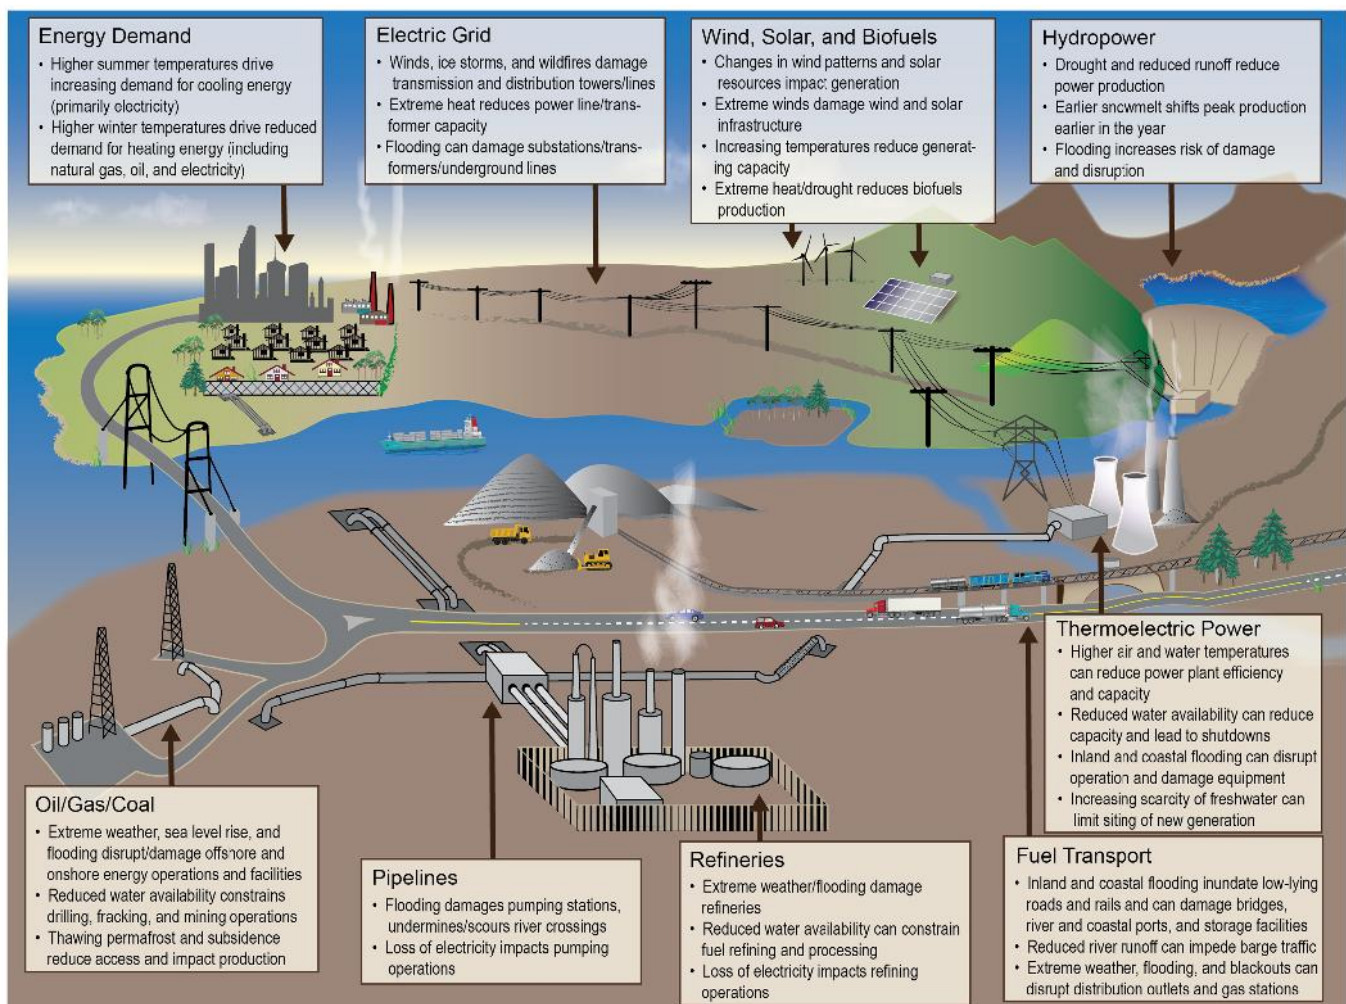 Energy Demand
• Higher summer temperatures drive
increasing demand for cooling energy
(primarily electricity)
• Higher winter temperatures drive reduced
demand for heating energy (including
natural gas, oil, and electricity)
Electric Grid
• Winds, ice storms, and wildfires damage
transmission and distribution towers/lines
• Extreme heat reduces power line/trans-
former capacity
• Flooding can damage substations/trans-
formers/underground lines
Wind, Solar, and Biofuels
• Changes in wind patterns and solar
resources impact generation
• Extreme winds damage wind and solar
infrastructure
• Increasing temperatures reduce generat-
ing capacity
• Extreme heat/drought reduces biofuels
production
Hydropower
• Drought and reduced runoff reduce
power production
• Earlier snowmelt shifts peak production
earlier in the year
• Flooding increases risk of damage
and disruption
Thermoelectric Power
• Higher air and water temperatures
can reduce power plant efficiency
and capacity
• Reduced water availability can reduce
capacity and lead to shutdowns
• Inland and coastal flooding can disrupt
operation and damage equipment
• Increasing scarcity of freshwater can
limit siting of new generation
Oil/Gas/Coal
• Extreme weather, sea level rise, and
flooding disrupt/damage offshore and
onshore energy operations and facilities
• Reduced water availability constrains
drilling, fracking, and mining operations
• Thawing permafrost and subsidence
reduce access and impact production
Pipelines
• Flooding damages pumping stations,
undermines/scours river crossings
• Loss of electricity impacts pumping
operations
Refineries
• Extreme weather/flooding damage
refineries
• Reduced water availability can constrain
fuel refining and processing
• Loss of electricity impacts refining
operations
Fuel Transport
• Inland and coastal flooding inundate low-lying
roads and rails and can damage bridges,
river and coastal ports, and storage facilities
• Reduced river runoff can impede barge traffic
• Extreme weather, flooding, and blackouts can
disrupt distribution outlets and gas stations